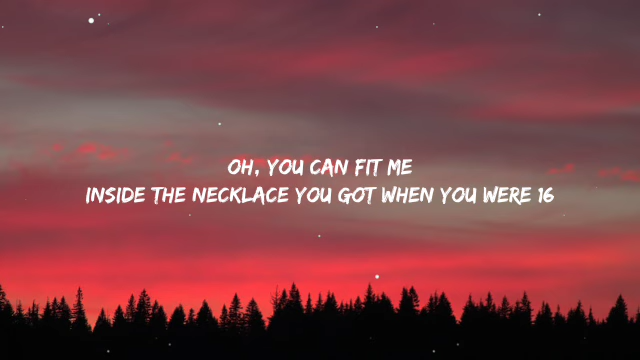 OH, YOU CAN FIT ME
INSIDE THE NECKLACE YOU GOT WHEN YOU WERE 16